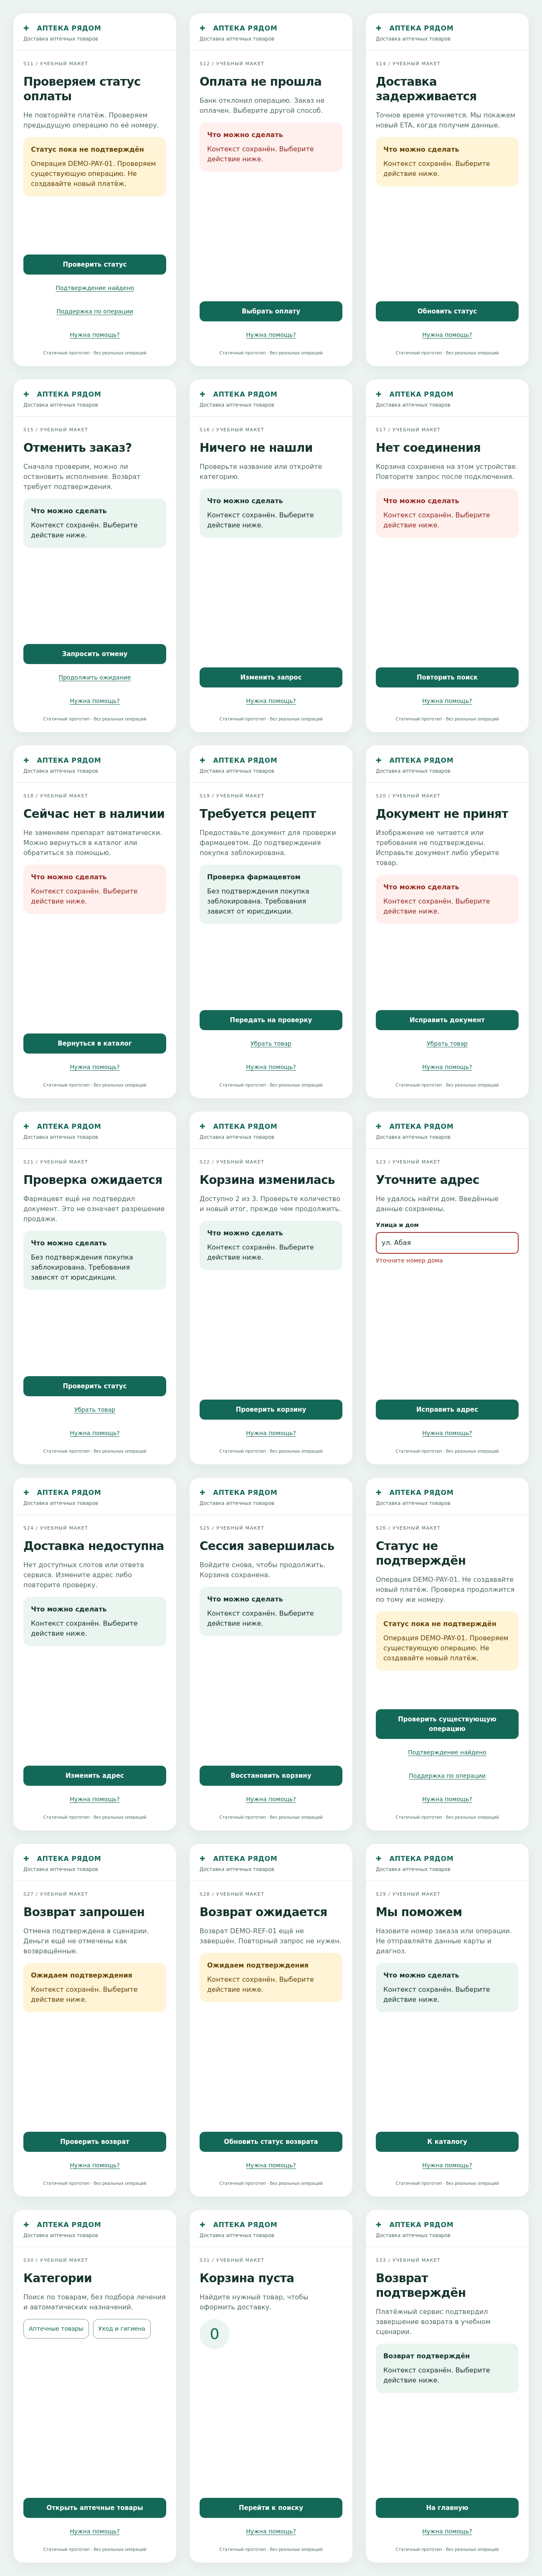 ✚ АПТЕКА РЯДОМ
Доставка аптечных товаров
S11 / УЧЕБНЫЙ МАКЕТ
Проверяем статус
оплаты
Не повторяйте платёж. Проверяем
предыдущую операцию по её номеру.
Статус пока не подтверждён
Операция DEMO-PAY-01. Проверяем
существующую операцию. Не
создавайте новый платёж.
Проверить статус
Подтверждение найдено
Поддержка по операции
Нужна помощь?
Статичный прототип · без реальных операций
✚ АПТЕКА РЯДОМ
Доставка аптечных товаров
S12 / УЧЕБНЫЙ МАКЕТ
Оплата не прошла
Банк отклонил операцию. Заказ не
оплачен. Выберите другой способ.
Что можно сделать
Контекст сохранён. Выберите
действие ниже.
Выбрать оплату
Нужна помощь?
Статичный прототип · без реальных операций
✚ АПТЕКА РЯДОМ
Доставка аптечных товаров
S14 / УЧЕБНЫЙ МАКЕТ
Доставка
задерживается
Точное время уточняется. Мы покажем
новый ETA, когда получим данные.
Что можно сделать
Контекст сохранён. Выберите
действие ниже.
Обновить статус
Нужна помощь?
Статичный прототип · без реальных операций
✚ АПТЕКА РЯДОМ
Доставка аптечных товаров
S15 / УЧЕБНЫЙ МАКЕТ
Отменить заказ?
Сначала проверим, можно ли
остановить исполнение. Возврат
требует подтверждения.
Что можно сделать
Контекст сохранён. Выберите
действие ниже.
Запросить отмену
Продолжить ожидание
Нужна помощь?
Статичный прототип · без реальных операций
✚ АПТЕКА РЯДОМ
Доставка аптечных товаров
S16 / УЧЕБНЫЙ МАКЕТ
Ничего не нашли
Проверьте название или откройте
категорию.
Что можно сделать
Контекст сохранён. Выберите
действие ниже.
Изменить запрос
Нужна помощь?
Статичный прототип · без реальных операций
✚ АПТЕКА РЯДОМ
Доставка аптечных товаров
S17 / УЧЕБНЫЙ МАКЕТ
Нет соединения
Корзина сохранена на этом устройстве.
Повторите запрос после подключения.
Что можно сделать
Контекст сохранён. Выберите
действие ниже.
Повторить поиск
Нужна помощь?
Статичный прототип · без реальных операций
✚ АПТЕКА РЯДОМ
Доставка аптечных товаров
S18 / УЧЕБНЫЙ МАКЕТ
Сейчас нет в наличии
Не заменяем препарат автоматически.
Можно вернуться в каталог или
обратиться за помощью.
Что можно сделать
Контекст сохранён. Выберите
действие ниже.
Вернуться в каталог
Нужна помощь?
Статичный прототип · без реальных операций
✚ АПТЕКА РЯДОМ
Доставка аптечных товаров
S19 / УЧЕБНЫЙ МАКЕТ
Требуется рецепт
Предоставьте документ для проверки
фармацевтом. До подтверждения
покупка заблокирована.
Проверка фармацевтом
Без подтверждения покупка
заблокирована. Требования
зависят от юрисдикции.
Передать на проверку
Убрать товар
Нужна помощь?
Статичный прототип · без реальных операций
✚ АПТЕКА РЯДОМ
Доставка аптечных товаров
S20 / УЧЕБНЫЙ МАКЕТ
Документ не принят
Изображение не читается или
требования не подтверждены.
Исправьте документ либо уберите
товар.
Что можно сделать
Контекст сохранён. Выберите
действие ниже.
Исправить документ
Убрать товар
Нужна помощь?
Статичный прототип · без реальных операций
✚ АПТЕКА РЯДОМ
Доставка аптечных товаров
S21 / УЧЕБНЫЙ МАКЕТ
Проверка ожидается
Фармацевт ещё не подтвердил
документ. Это не означает разрешение
продажи.
Что можно сделать
Без подтверждения покупка
заблокирована. Требования
зависят от юрисдикции.
Проверить статус
Убрать товар
Нужна помощь?
Статичный прототип · без реальных операций
✚ АПТЕКА РЯДОМ
Доставка аптечных товаров
S22 / УЧЕБНЫЙ МАКЕТ
Корзина изменилась
Доступно 2 из 3. Проверьте количество
и новый итог, прежде чем продолжить.
Что можно сделать
Контекст сохранён. Выберите
действие ниже.
Проверить корзину
Нужна помощь?
Статичный прототип · без реальных операций
✚ АПТЕКА РЯДОМ
Доставка аптечных товаров
S23 / УЧЕБНЫЙ МАКЕТ
Уточните адрес
Не удалось найти дом. Введённые
данные сохранены.
Улица и дом
ул. Абая
Уточните номер дома
Исправить адрес
Нужна помощь?
Статичный прототип · без реальных операций
✚ АПТЕКА РЯДОМ
Доставка аптечных товаров
S24 / УЧЕБНЫЙ МАКЕТ
Доставка недоступна
Нет доступных слотов или ответа
сервиса. Измените адрес либо
повторите проверку.
Что можно сделать
Контекст сохранён. Выберите
действие ниже.
Изменить адрес
Нужна помощь?
Статичный прототип · без реальных операций
✚ АПТЕКА РЯДОМ
Доставка аптечных товаров
S25 / УЧЕБНЫЙ МАКЕТ
Сессия завершилась
Войдите снова, чтобы продолжить.
Корзина сохранена.
Что можно сделать
Контекст сохранён. Выберите
действие ниже.
Восстановить корзину
Нужна помощь?
Статичный прототип · без реальных операций
✚ АПТЕКА РЯДОМ
Доставка аптечных товаров
S26 / УЧЕБНЫЙ МАКЕТ
Статус не
подтверждён
Операция DEMO-PAY-01. Не создавайте
новый платёж. Проверка продолжится
по тому же номеру.
Статус пока не подтверждён
Операция DEMO-PAY-01. Проверяем
существующую операцию. Не
создавайте новый платёж.
Проверить существующую
операцию
Подтверждение найдено
Поддержка по операции
Нужна помощь?
Статичный прототип · без реальных операций
✚ АПТЕКА РЯДОМ
Доставка аптечных товаров
S27 / УЧЕБНЫЙ МАКЕТ
Возврат запрошен
Отмена подтверждена в сценарии.
Деньги ещё не отмечены как
возвращённые.
Ожидаем подтверждения
Контекст сохранён. Выберите
действие ниже.
Проверить возврат
Нужна помощь?
Статичный прототип · без реальных операций
✚ АПТЕКА РЯДОМ
Доставка аптечных товаров
S28 / УЧЕБНЫЙ МАКЕТ
Возврат ожидается
Возврат DEMO-REF-01 ещё не
завершён. Повторный запрос не нужен.
Ожидаем подтверждения
Контекст сохранён. Выберите
действие ниже.
Обновить статус возврата
Нужна помощь?
Статичный прототип · без реальных операций
✚ АПТЕКА РЯДОМ
Доставка аптечных товаров
S29 / УЧЕБНЫЙ МАКЕТ
Мы поможем
Назовите номер заказа или операции.
Не отправляйте данные карты и
диагноз.
Что можно сделать
Контекст сохранён. Выберите
действие ниже.
К каталогу
Нужна помощь?
Статичный прототип · без реальных операций
✚ АПТЕКА РЯДОМ
Доставка аптечных товаров
S30 / УЧЕБНЫЙ МАКЕТ
Категории
Поиск по товарам, без подбора лечения
и автоматических назначений.
Аптечные товары
Уход и гигиена
Открыть аптечные товары
Нужна помощь?
Статичный прототип · без реальных операций
✚ АПТЕКА РЯДОМ
Доставка аптечных товаров
S31 / УЧЕБНЫЙ МАКЕТ
Корзина пуста
Найдите нужный товар, чтобы
оформить доставку.
0
Перейти к поиску
Нужна помощь?
Статичный прототип · без реальных операций
✚ АПТЕКА РЯДОМ
Доставка аптечных товаров
S33 / УЧЕБНЫЙ МАКЕТ
Возврат
подтверждён
Платёжный сервис подтвердил
завершение возврата в учебном
сценарии.
Возврат подтверждён
Контекст сохранён. Выберите
действие ниже.
На главную
Нужна помощь?
Статичный прототип · без реальных операций